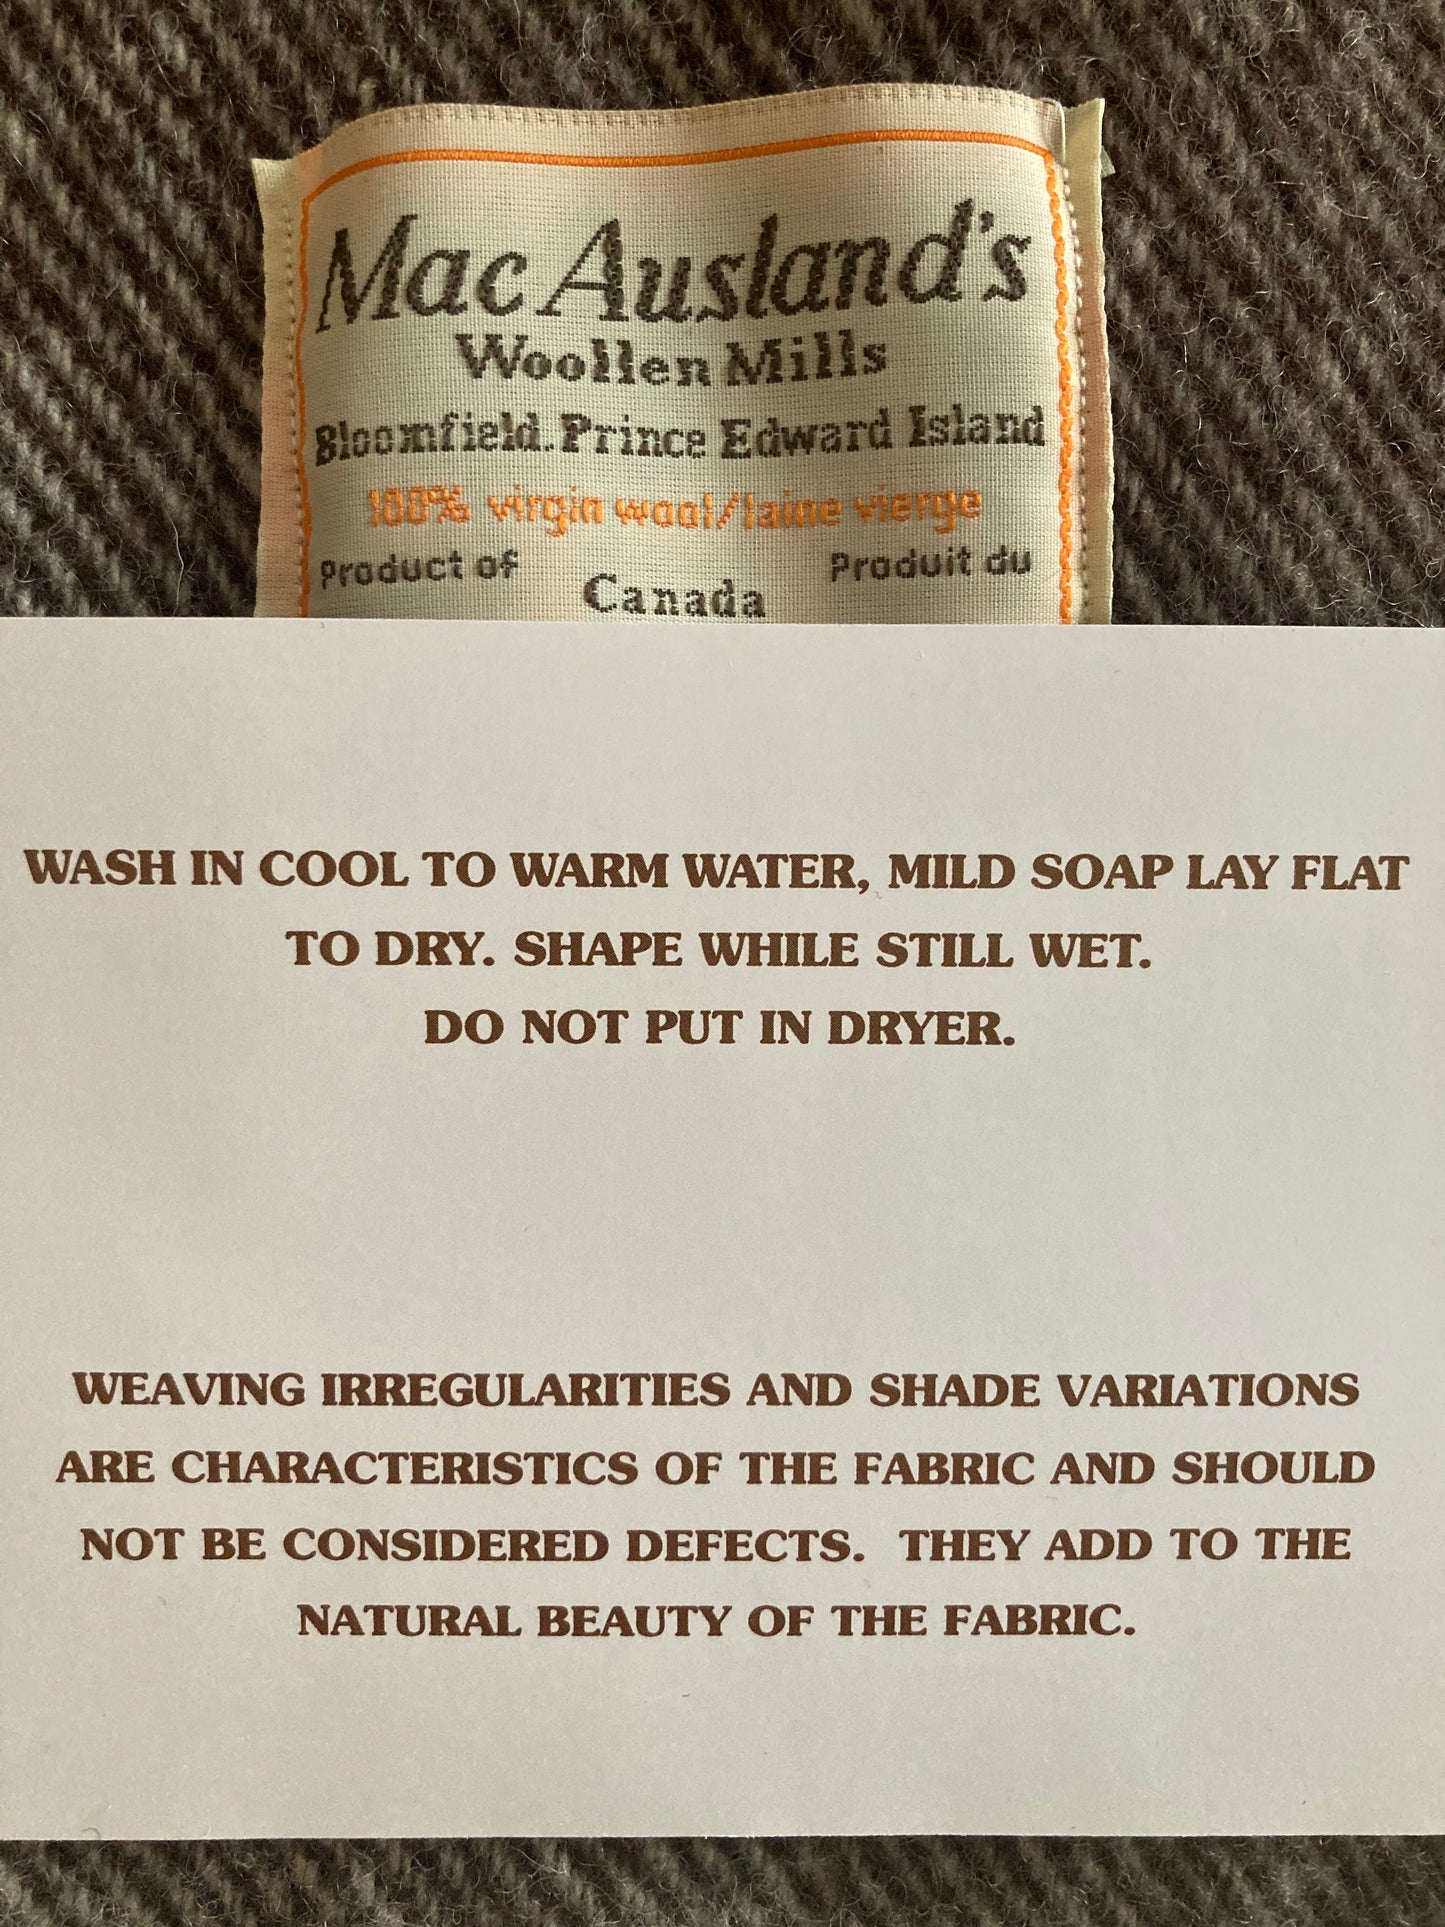 Mac Ausland's
Woollen Mills
Bloomfield. Prince Edward Island
100% virgin wool/laine vierge
Product of Produit du
Canada
WASH IN COOL TO WARM WATER, MILD SOAP LAY FLAT
TO DRY. SHAPE WHILE STILL WET.
DO NOT PUT IN DRYER.
WEAVING IRREGULARITIES AND SHADE VARIATIONS
ARE CHARACTERISTICS OF THE FABRIC AND SHOULD
NOT BE CONSIDERED DEFECTS. THEY ADD TO THE
NATURAL BEAUTY OF THE FABRIC.